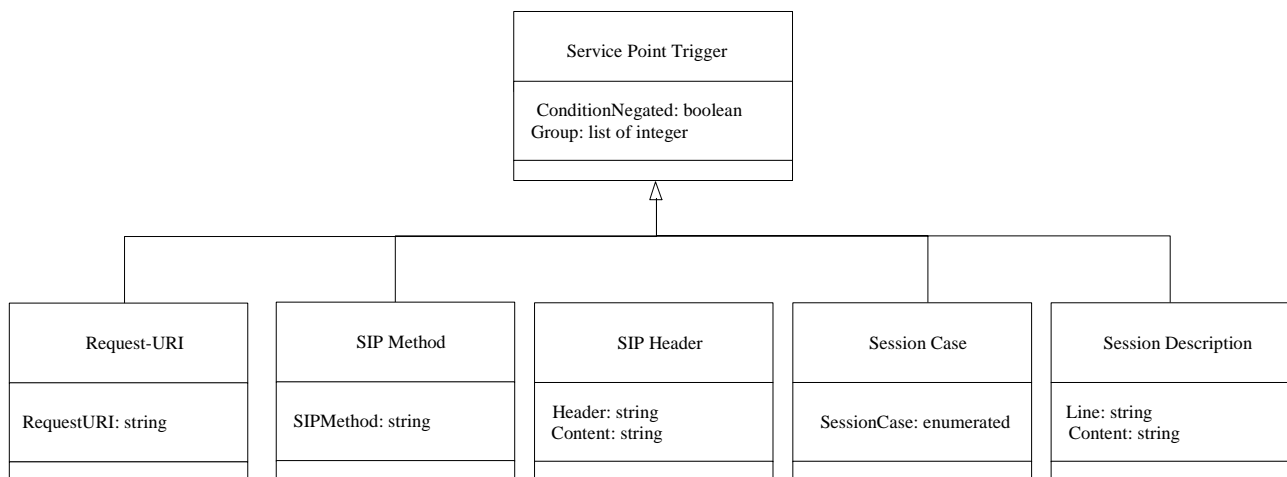 Service Point Trigger
ConditionNegated: boolean
Group: list of integer
Request-URI
RequestURI: string
SIP Method
SIPMethod: string
SIP Header
Header: string
Content: string
Session Case
SessionCase: enumerated
Session Description
Line: string
Content: string